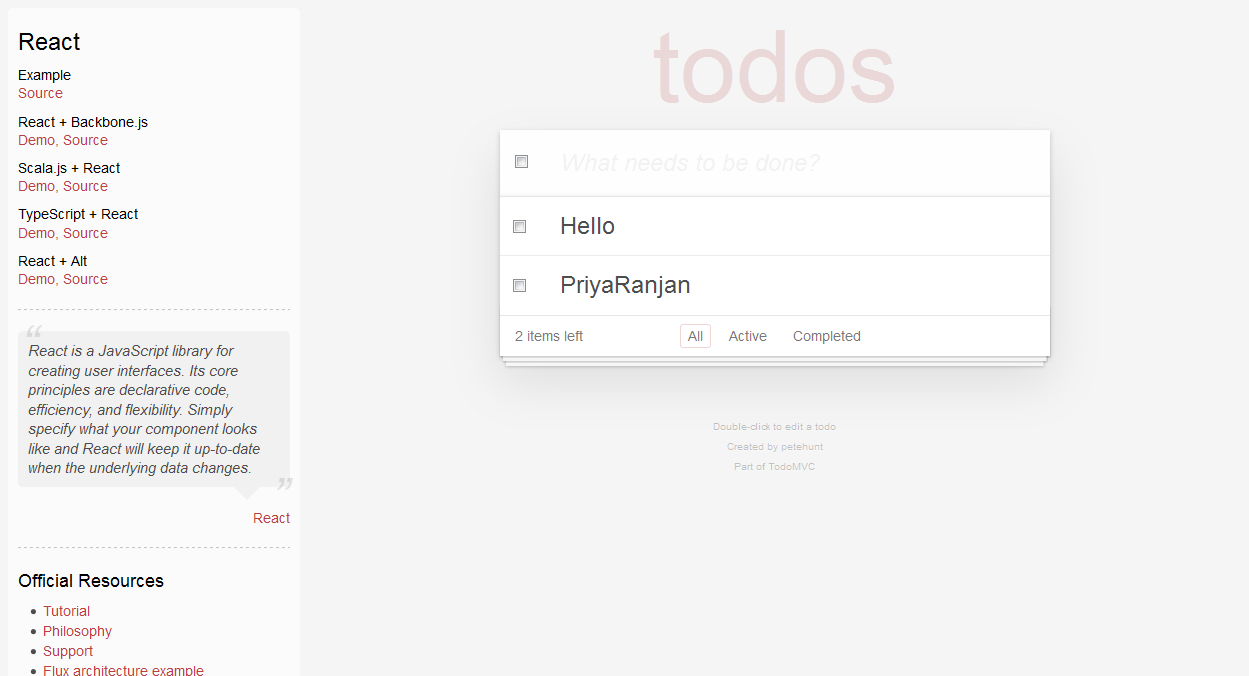 React
Example
Source
React + Backbone.js
Demo, Source
Scala.js + React
Demo, Source
TypeScript + React
Demo, Source
React + Alt
Demo, Source
“
React is a JavaScript library for
creating user interfaces. Its core
principles are declarative code,
efficiency, and flexibility. Simply
specify what your component looks
like and React will keep it up-to-date
when the underlying data changes.
”
React
Official Resources
Tutorial
Philosophy
Support
Flux architecture example
todos
What needs to be done?
Hello
PriyaRanjan
2 items left All Active Completed
Double-click to edit a todo
Created by petehunt
Part of TodoMVC